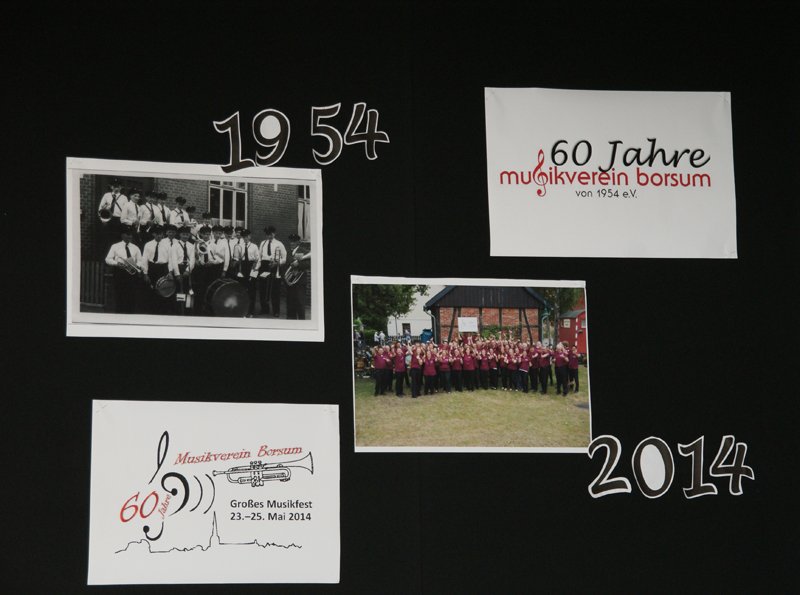 1954
60 Jahre
musikverein borsum
von 1954 e.V.
Musikverein Borsum
60 Jahre
Großes Musikfest
23.–25. Mai 2014
2014